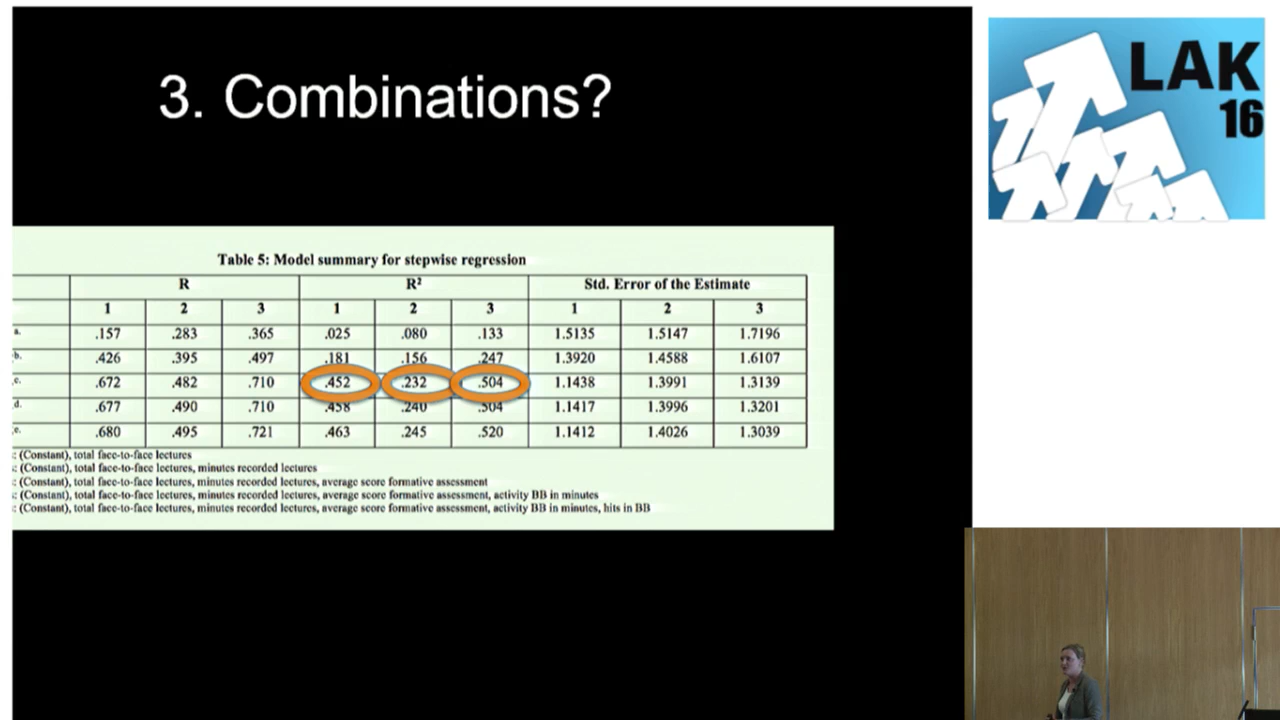 3. Combinations?
LAK
16
Table 5: Model summary for stepwise regression
R R² Std. Error of the Estimate
1 2 3 1 2 3 1 2 3
a. .157 .283 .365 .025 .080 .133 1.5135 1.5147 1.7196
b. .426 .395 .497 .181 .156 .247 1.3920 1.4588 1.6107
c. .672 .482 .710 .452 .232 .504 1.1438 1.3991 1.3139
d. .677 .490 .710 .458 .240 .504 1.1417 1.3996 1.3201
e. .680 .495 .721 .463 .245 .520 1.1412 1.4026 1.3039
: (Constant), total face-to-face lectures
: (Constant), total face-to-face lectures, minutes recorded lectures
: (Constant), total face-to-face lectures, minutes recorded lectures, average score formative assessment
: (Constant), total face-to-face lectures, minutes recorded lectures, average score formative assessment, activity BB in minutes
: (Constant), total face-to-face lectures, minutes recorded lectures, average score formative assessment, activity BB in minutes, hits in BB